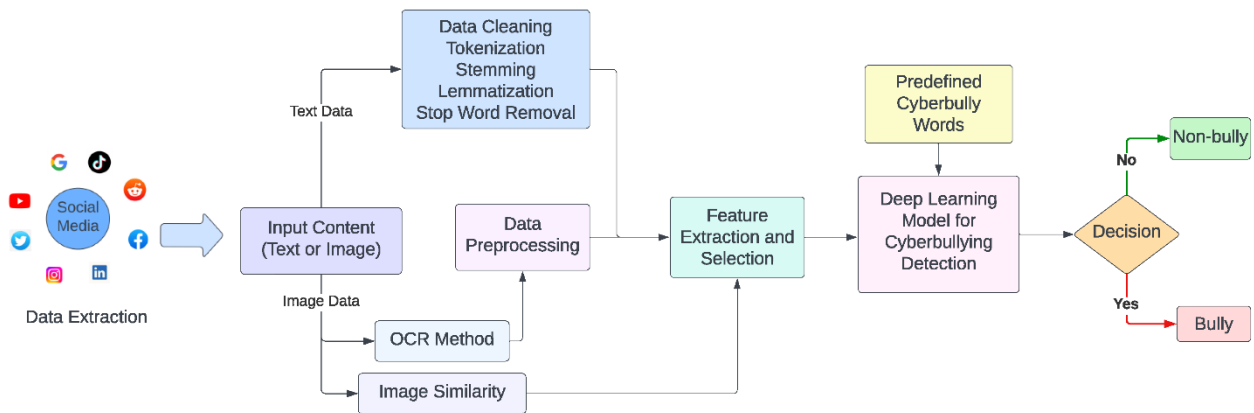 Social
Media
Data Extraction
Input Content
(Text or Image)
Text Data
Data Cleaning
Tokenization
Stemming
Lemmatization
Stop Word Removal
Image Data
OCR Method
Data
Preprocessing
Image Similarity
Feature
Extraction and
Selection
Predefined
Cyberbully
Words
Deep Learning
Model for
Cyberbullying
Detection
Decision
No
Non-bully
Yes
Bully